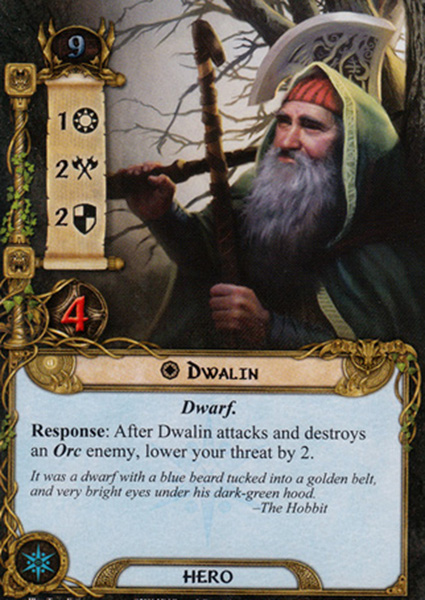 9
1
2
2
4
Dwalin
Dwarf.
Response: After Dwalin attacks and destroys
an Orc enemy, lower your threat by 2.
It was a dwarf with a blue beard tucked into a golden belt,
and very bright eyes under his dark-green hood.
–The Hobbit
HERO